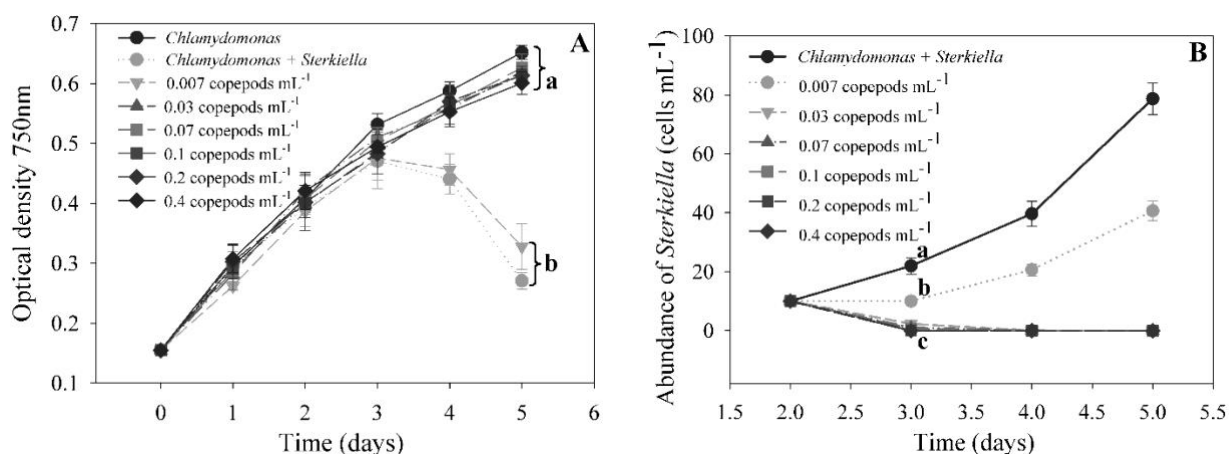 A
Optical density 750nm
0.7
0.6
0.5
0.4
0.3
0.2
0.1
Chlamydomonas
Chlamydomonas + Sterkiella
0.007 copepods mL-1
0.03 copepods mL-1
0.07 copepods mL-1
0.1 copepods mL-1
0.2 copepods mL-1
0.4 copepods mL-1
a
b
0 1 2 3 4 5 6
Time (days)
B
Abundance of Sterkiella (cells mL-1)
100
80
60
40
20
0
Chlamydomonas + Sterkiella
0.007 copepods mL-1
0.03 copepods mL-1
0.07 copepods mL-1
0.1 copepods mL-1
0.2 copepods mL-1
0.4 copepods mL-1
a
b
c
1.5 2.0 2.5 3.0 3.5 4.0 4.5 5.0 5.5
Time (days)